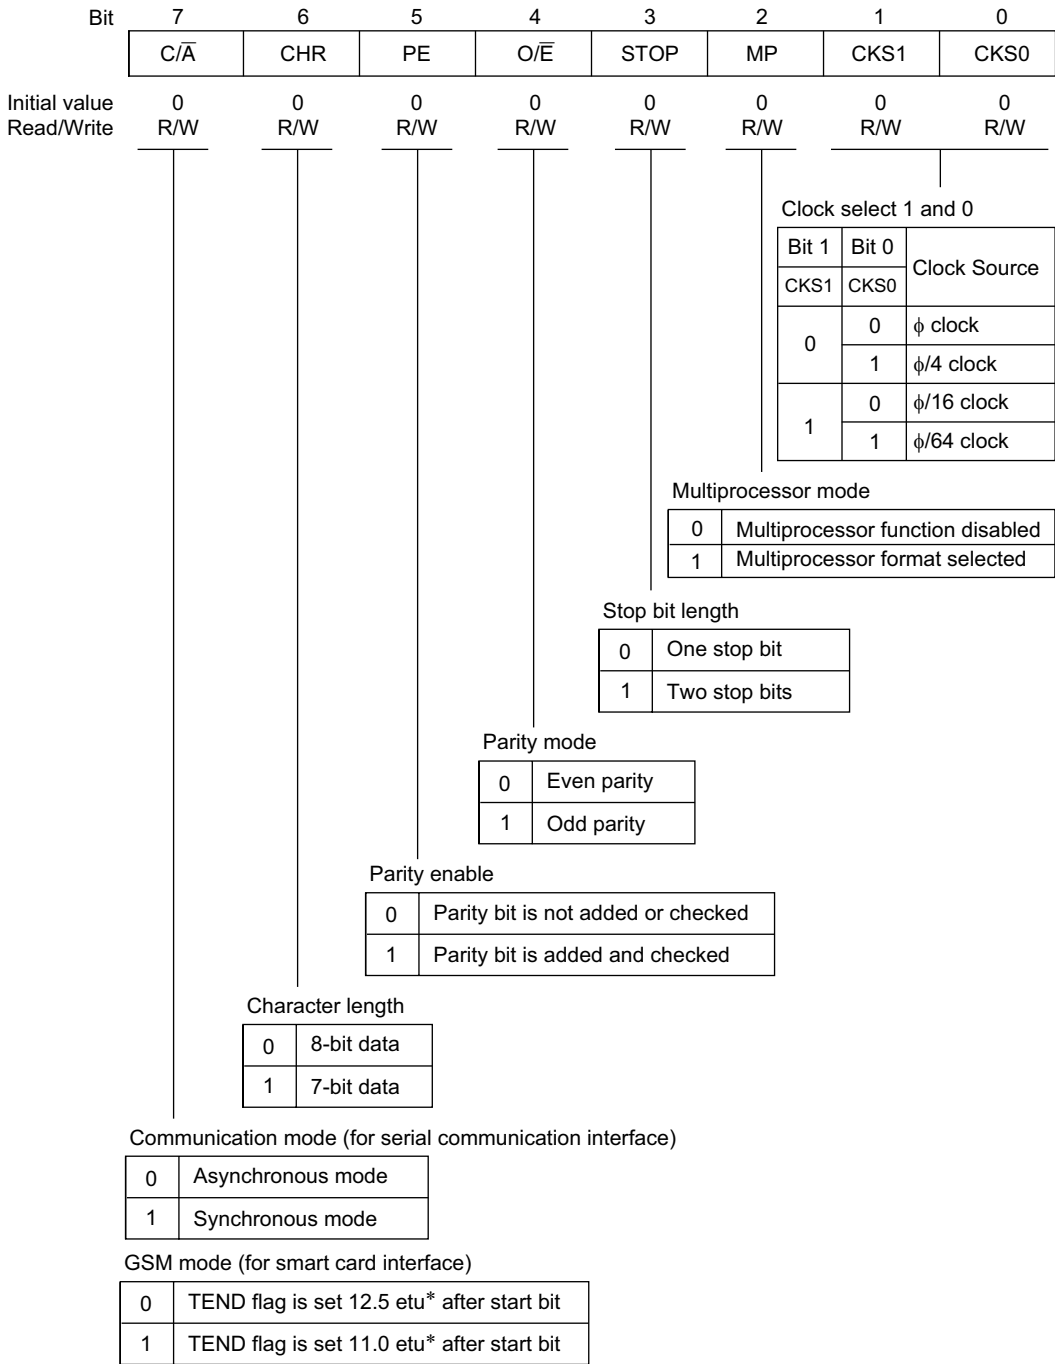 Bit 7 6 5 4 3 2 1 0
C/A̅ CHR PE O/E̅ STOP MP CKS1 CKS0
Initial value 0 0 0 0 0 0 0 0
Read/Write R/W R/W R/W R/W R/W R/W R/W R/W
Clock select 1 and 0
Bit 1 Bit 0 Clock Source
CKS1 CKS0
0 0 ϕ clock
1 ϕ/4 clock
1 0 ϕ/16 clock
1 ϕ/64 clock
Multiprocessor mode
0 Multiprocessor function disabled
1 Multiprocessor format selected
Stop bit length
0 One stop bit
1 Two stop bits
Parity mode
0 Even parity
1 Odd parity
Parity enable
0 Parity bit is not added or checked
1 Parity bit is added and checked
Character length
0 8-bit data
1 7-bit data
Communication mode (for serial communication interface)
0 Asynchronous mode
1 Synchronous mode
GSM mode (for smart card interface)
0 TEND flag is set 12.5 etu* after start bit
1 TEND flag is set 11.0 etu* after start bit